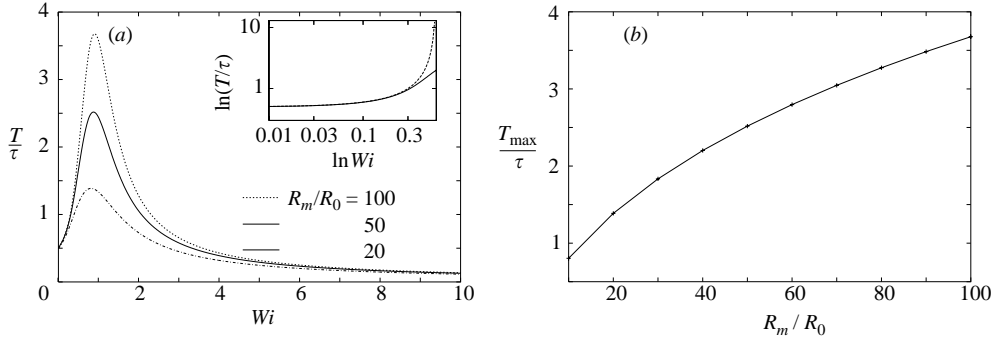 (a)
T/τ
4
3
2
1
0
0 2 4 6 8 10
Wi
10
1
ln(T/τ)
0.01 0.03 0.1 0.3
ln Wi
R_m/R_0 = 100
50
20
(b)
T_max/τ
4
3
2
1
20 40 60 80 100
R_m / R_0